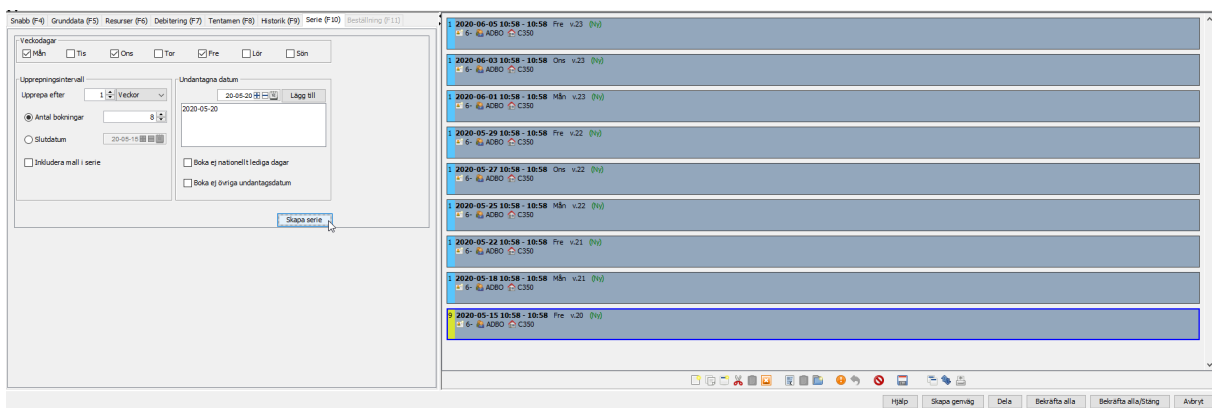 Snabb (F4) Grunddata (F5) Resurser (F6) Debitering (F7) Tentamen (F8) Historik (F9) Serie (F10) Beställning (F11)
Veckodagar
Mån Tis Ons Tor Fre Lör Sön
Upprepningsintervall
Upprepa efter 1 Veckor
Antal bokningar 8
Slutdatum 20-05-15
Inkludera mall i serie
Undantagna datum
20-05-20 Lägg till
2020-05-20
Boka ej nationellt lediga dagar
Boka ej övriga undantagsdatum
Skapa serie
1 2020-06-05 10:58 - 10:58 Fre v.23 (Ny)
6- ADBO C350
1 2020-06-03 10:58 - 10:58 Ons v.23 (Ny)
6- ADBO C350
1 2020-06-01 10:58 - 10:58 Mån v.23 (Ny)
6- ADBO C350
1 2020-05-29 10:58 - 10:58 Fre v.22 (Ny)
6- ADBO C350
1 2020-05-27 10:58 - 10:58 Ons v.22 (Ny)
6- ADBO C350
1 2020-05-25 10:58 - 10:58 Mån v.22 (Ny)
6- ADBO C350
1 2020-05-22 10:58 - 10:58 Fre v.21 (Ny)
6- ADBO C350
1 2020-05-18 10:58 - 10:58 Mån v.21 (Ny)
6- ADBO C350
9 2020-05-15 10:58 - 10:58 Fre v.20 (Ny)
6- ADBO C350
Hjälp Skapa genväg Dela Bekräfta alla Bekräfta alla/Stäng Avbryt